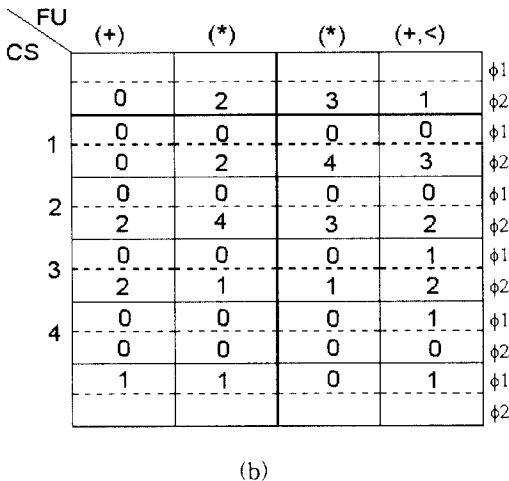 FU
CS (+) (*) (*) (+,<)
ϕ1
0 2 3 1 ϕ2
1 0 0 0 0 ϕ1
0 2 4 3 ϕ2
2 0 0 0 0 ϕ1
2 4 3 2 ϕ2
3 0 0 0 1 ϕ1
2 1 1 2 ϕ2
4 0 0 0 1 ϕ1
0 0 0 0 ϕ2
1 1 0 1 ϕ1
ϕ2
(b)